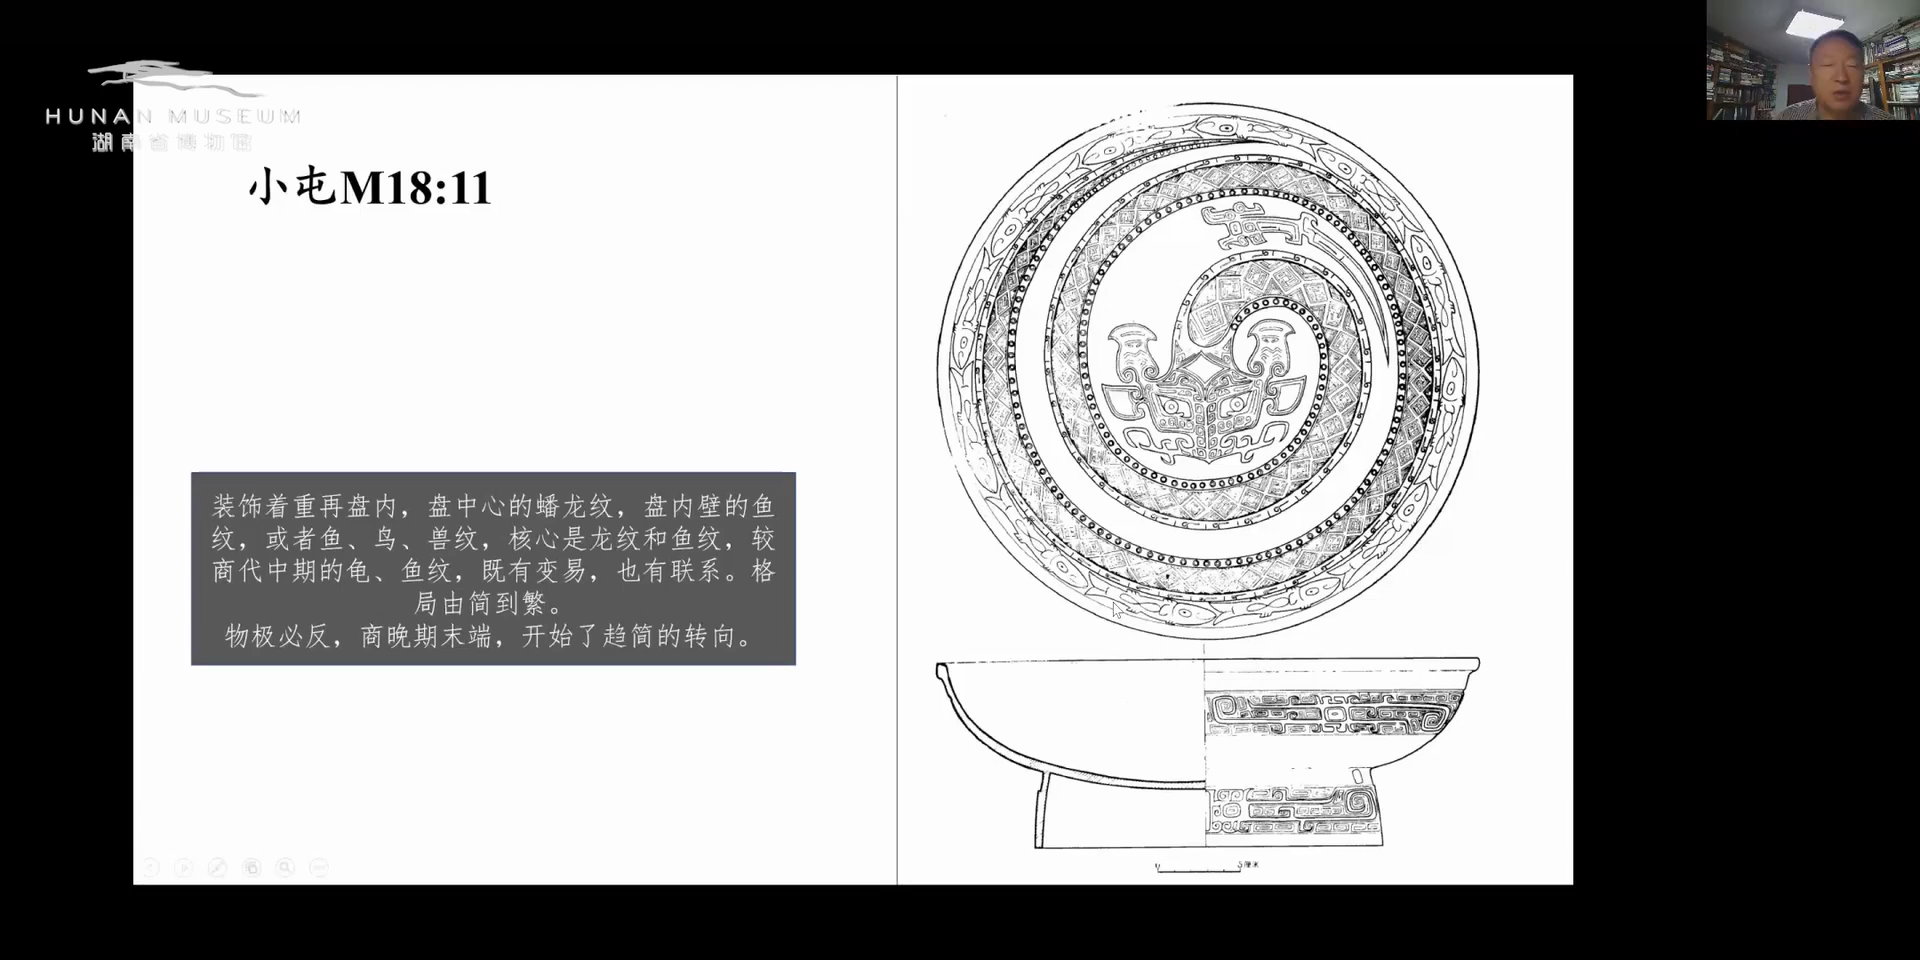 HUNAN MUSEUM
湖南省博物馆
小屯M18:11
装饰着重再盘内，盘中心的蟠龙纹，盘内壁的鱼
纹，或者鱼、鸟、兽纹，核心是龙纹和鱼纹，较
商代中期的龟、鱼纹，既有变易，也有联系。格
局由简到繁。
物极必反，商晚期末端，开始了趋简的转向。
5厘米